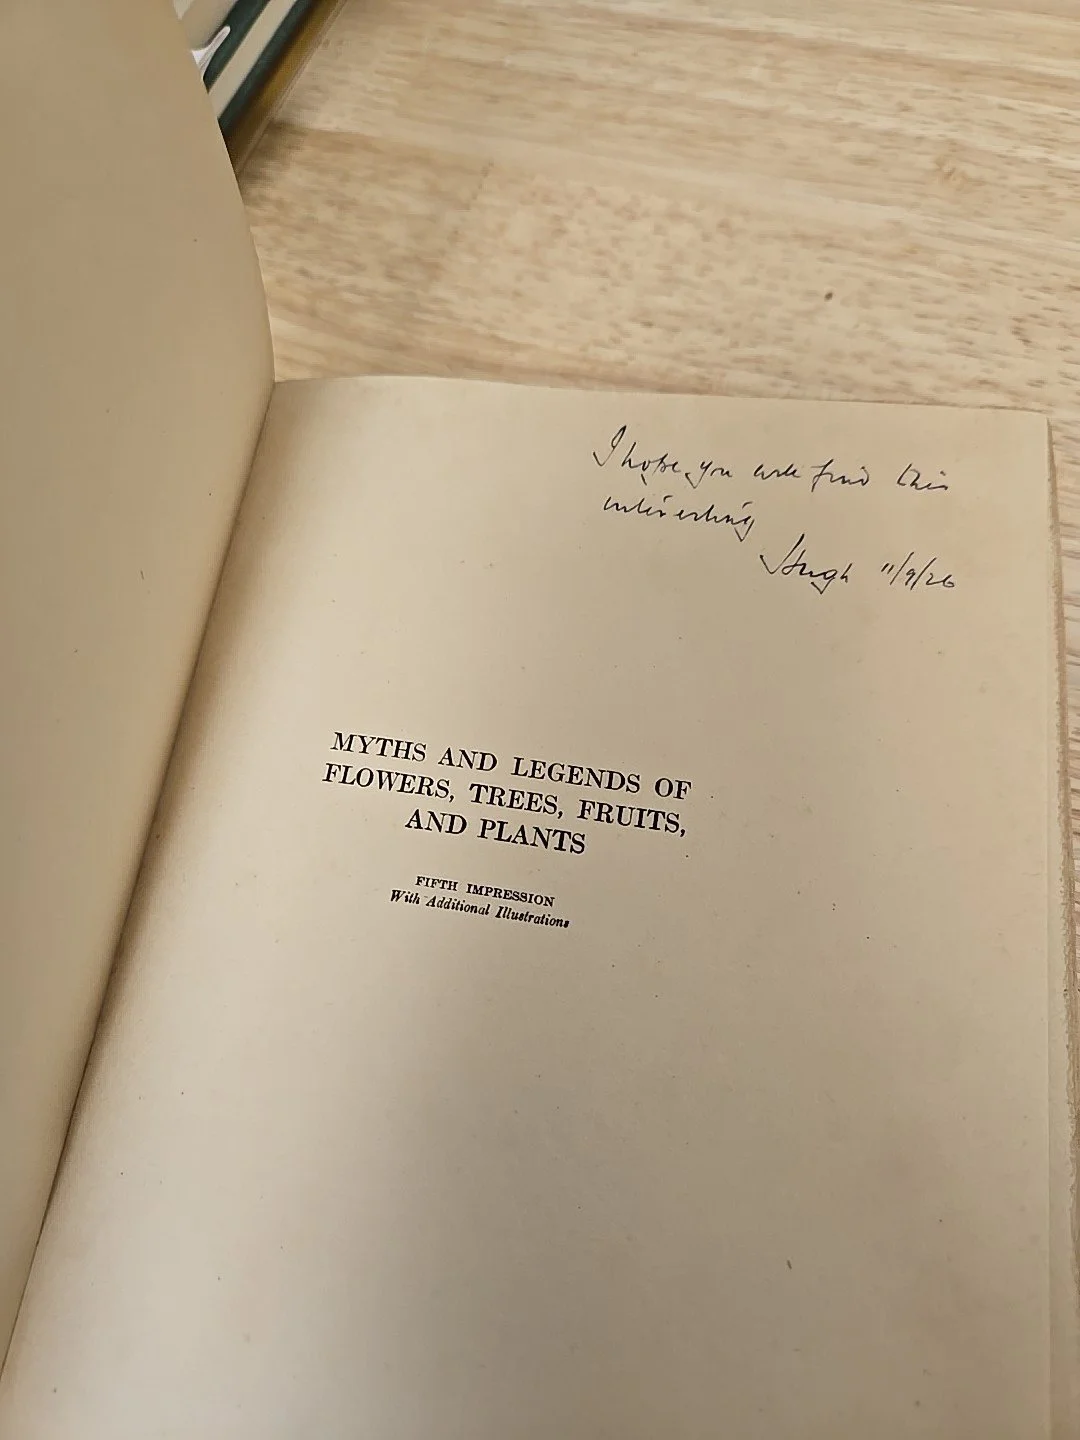 I hope you will find this
interesting
Hugh 11/9/26
MYTHS AND LEGENDS OF
FLOWERS, TREES, FRUITS,
AND PLANTS
FIFTH IMPRESSION
With Additional Illustrations